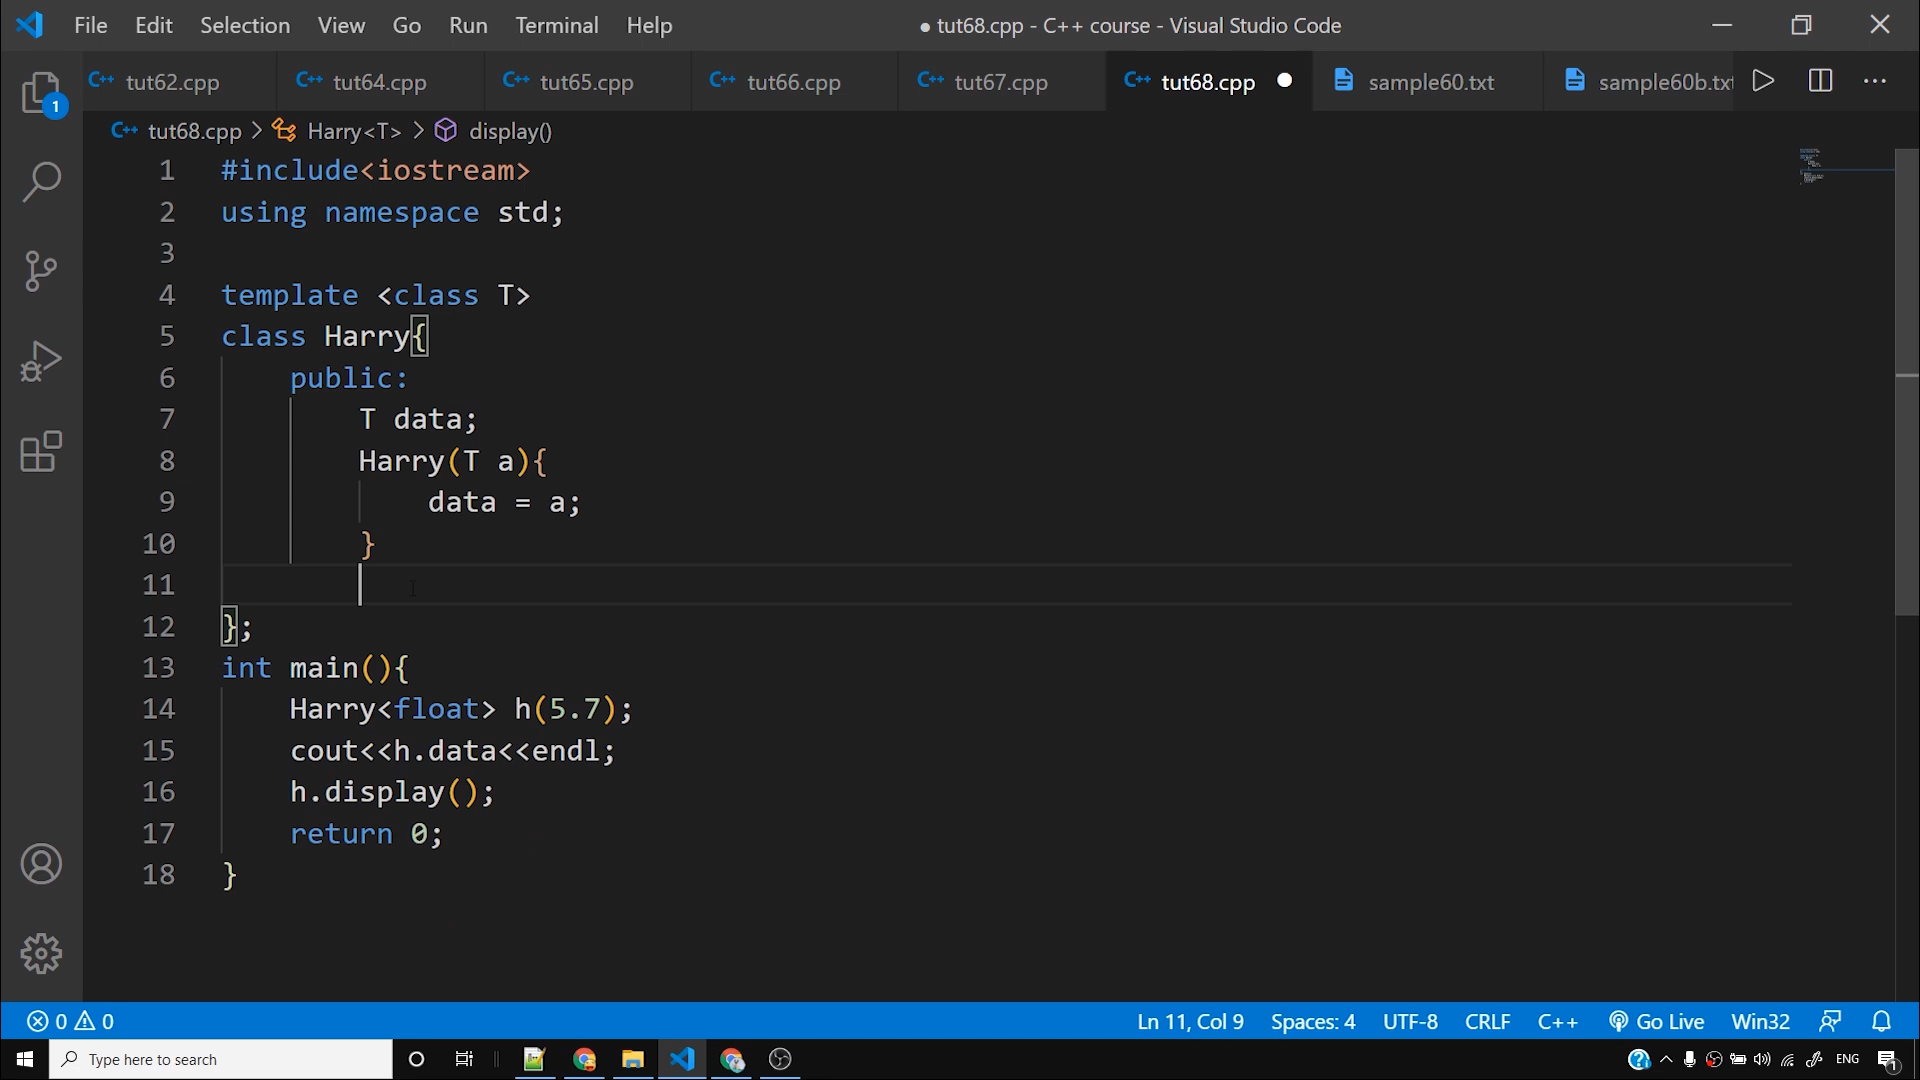 File Edit Selection View Go Run Terminal Help ● tut68.cpp - C++ course - Visual Studio Code
tut62.cpp tut64.cpp tut65.cpp tut66.cpp tut67.cpp tut68.cpp sample60.txt sample60b.txt
tut68.cpp > Harry<T> > display()
1 #include<iostream>
2 using namespace std;
3
4 template <class T>
5 class Harry{
6 public:
7 T data;
8 Harry(T a){
9 data = a;
10 }
11
12 };
13 int main(){
14 Harry<float> h(5.7);
15 cout<<h.data<<endl;
16 h.display();
17 return 0;
18 }
1
0 0 Ln 11, Col 9 Spaces: 4 UTF-8 CRLF C++ Go Live Win32
Type here to search ENG 1